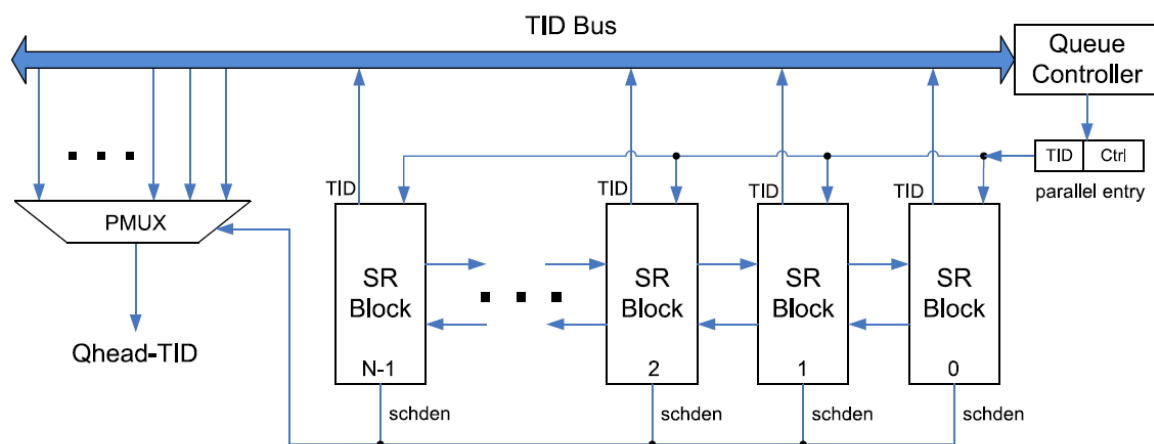 TID Bus
Queue
Controller
TID Ctrl
parallel entry
TID
TID
TID
TID
PMUX
SR
Block
N-1
SR
Block
2
SR
Block
1
SR
Block
0
Qhead-TID
schden
schden
schden
schden